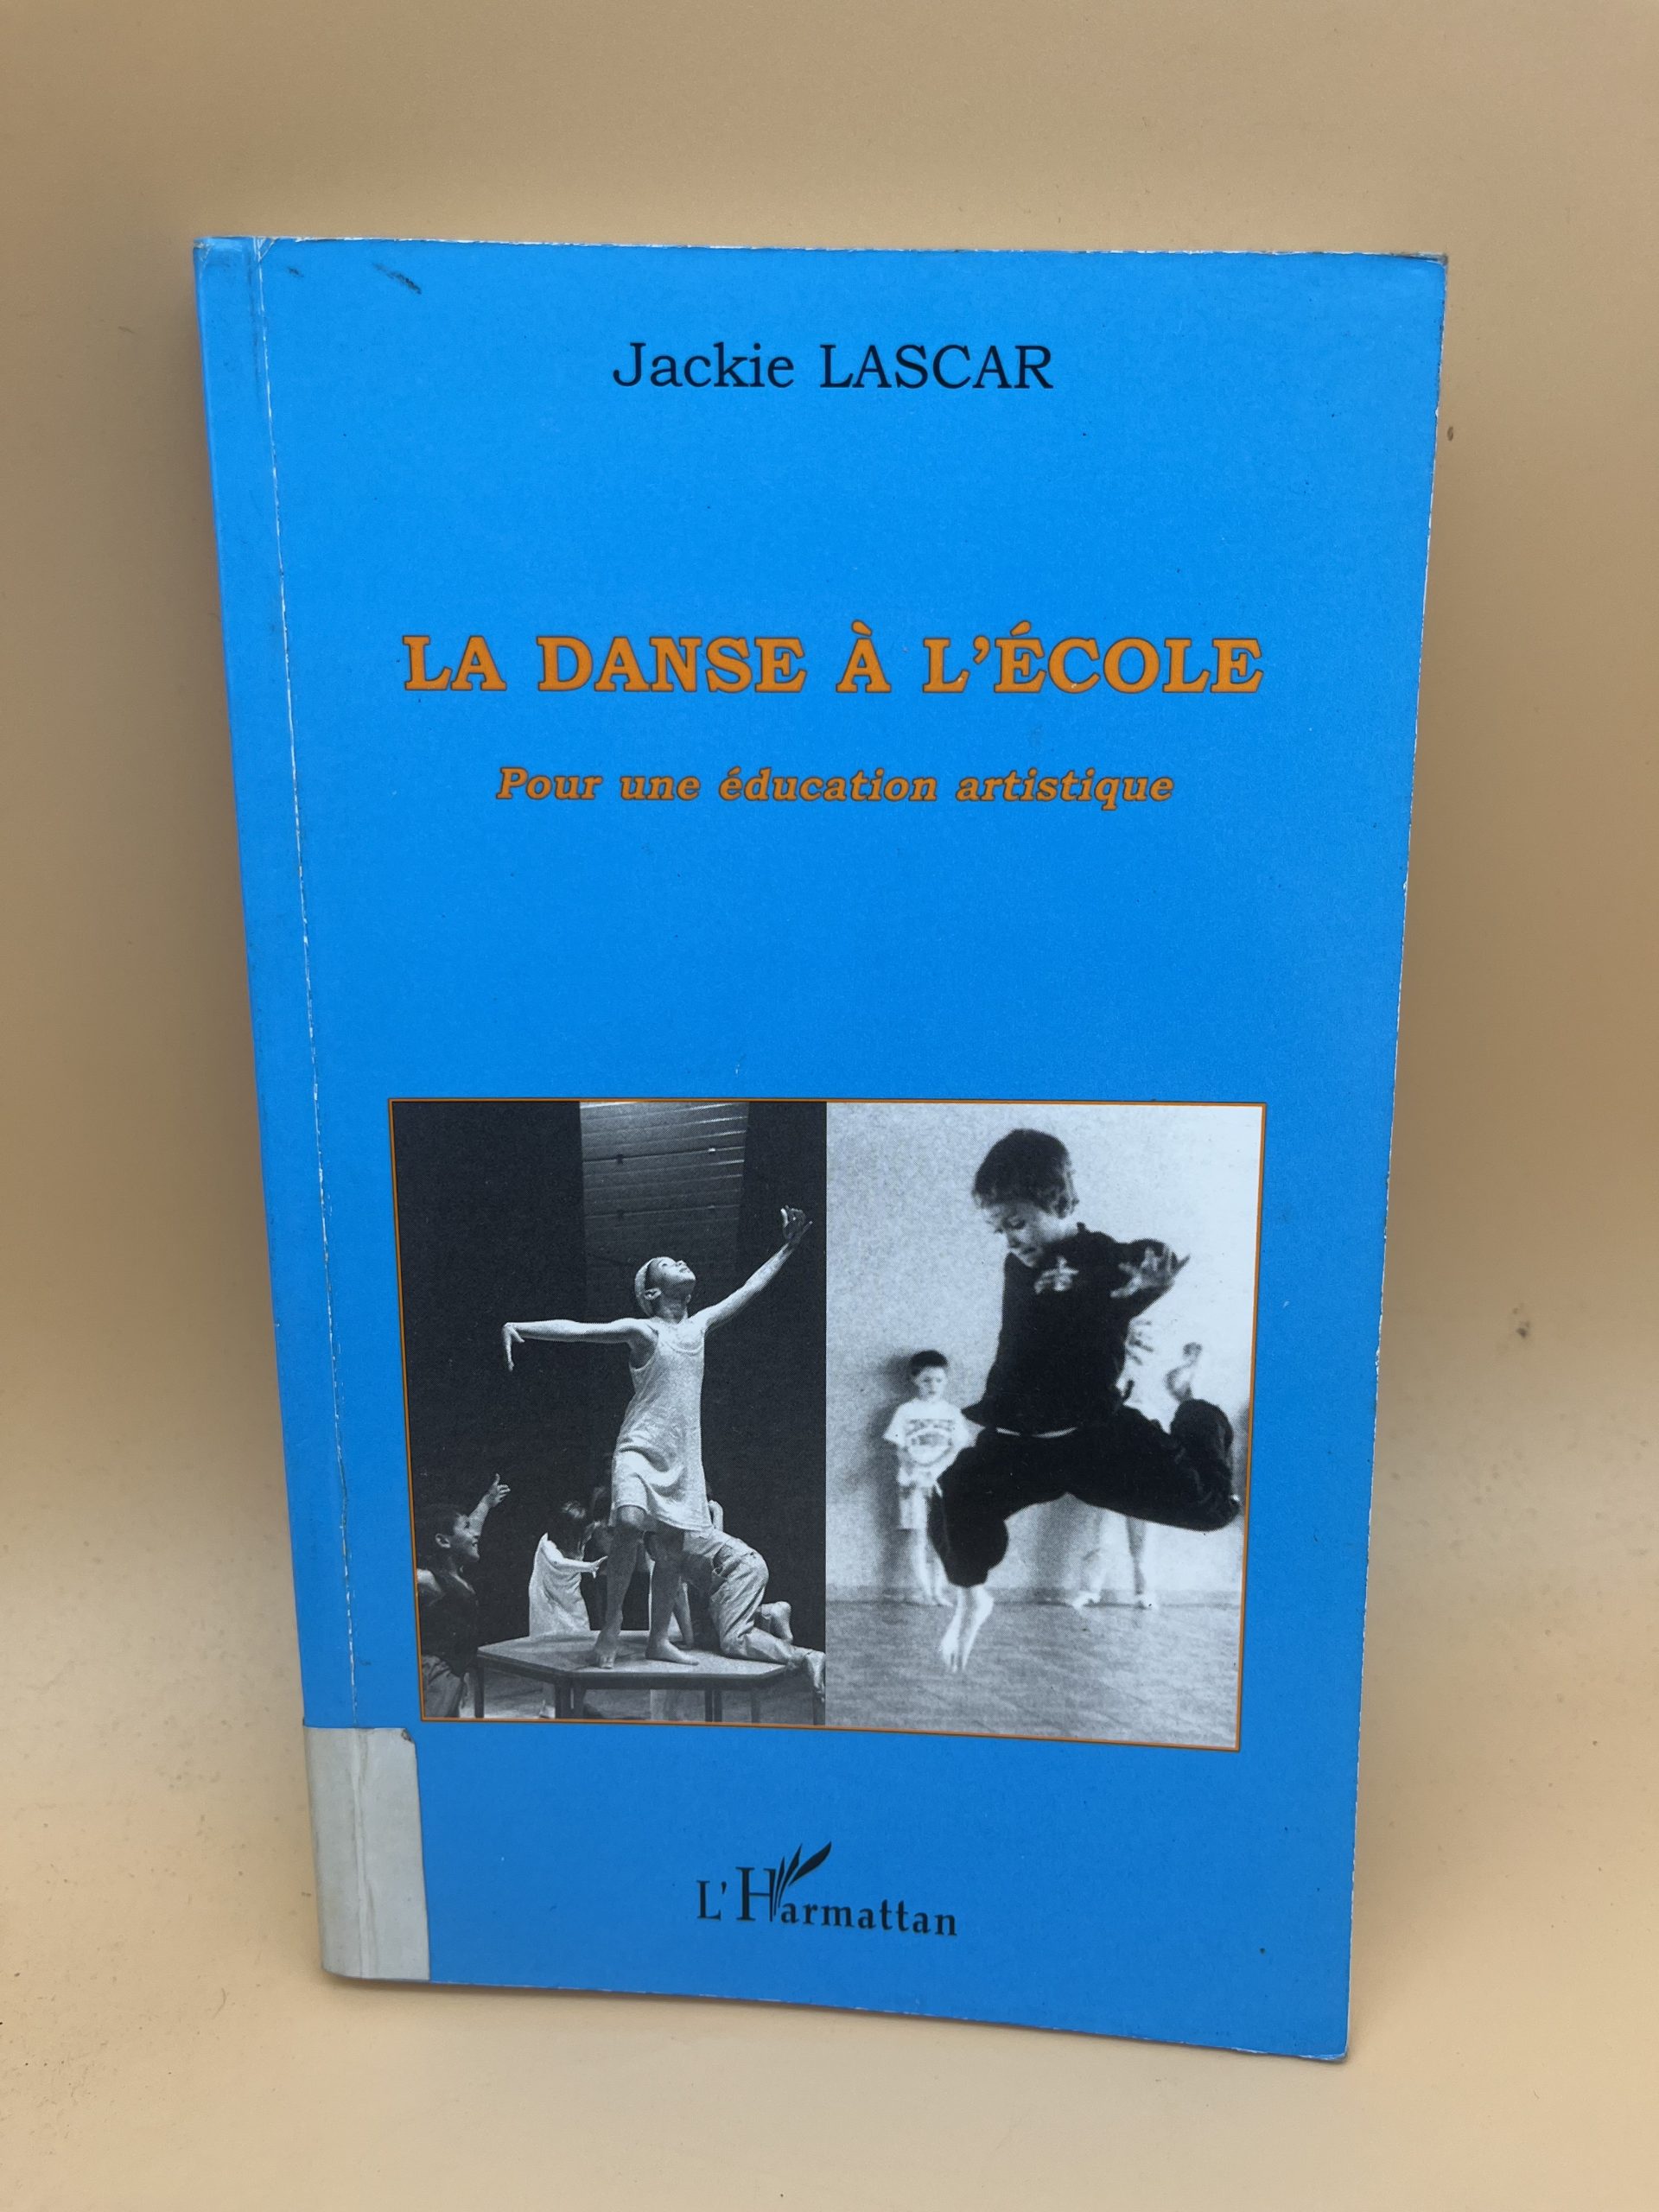 Jackie LASCAR
LA DANSE À L'ÉCOLE
Pour une éducation artistique
L'Harmattan